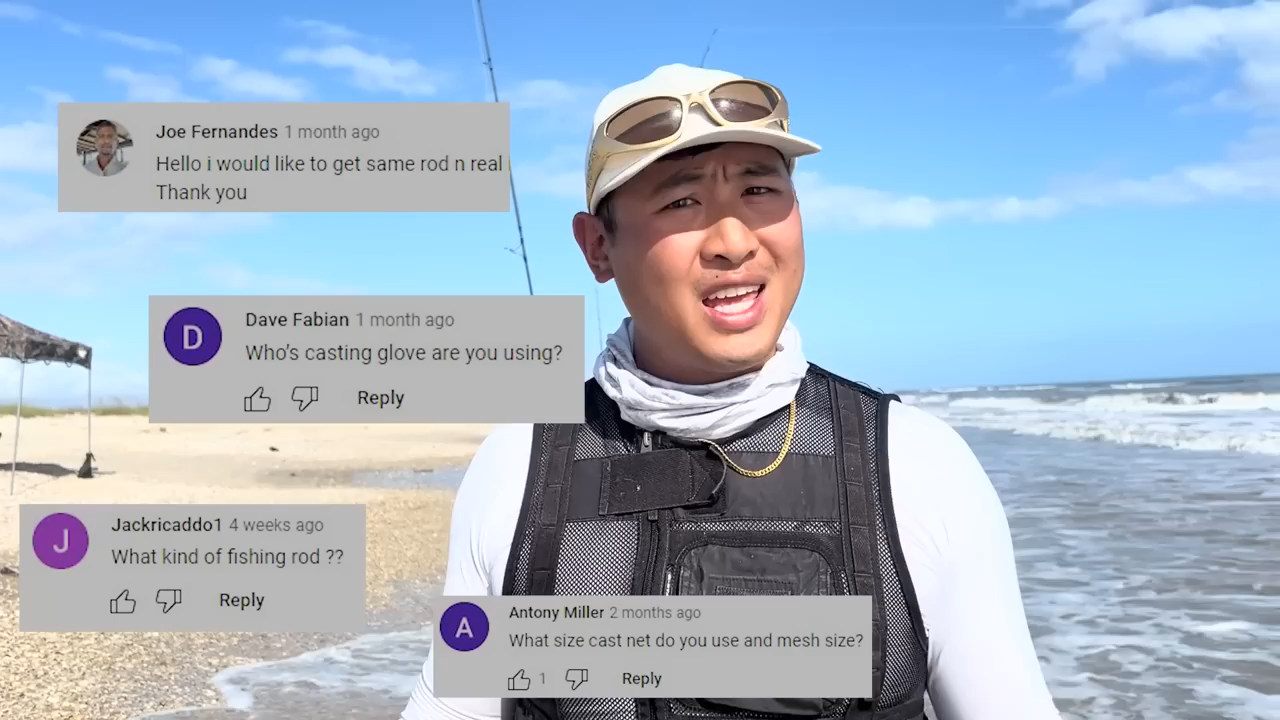 Joe Fernandes 1 month ago
Hello i would like to get same rod n real
Thank you
D
Dave Fabian 1 month ago
Who's casting glove are you using?
Reply
J
Jackricaddo1 4 weeks ago
What kind of fishing rod ??
Reply
A
Antony Miller 2 months ago
What size cast net do you use and mesh size?
1
Reply